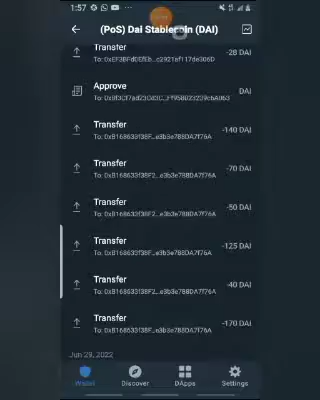 1:57
(PoS) Dai Stablecoin (DAI)
Transfer
-28 DAI
Approve
DAI
Transfer
-140 DAI
To: 0xB168633f38F2...e3b3e788DA7f76A
Transfer
-70 DAI
To: 0xB168633f38F2...e3b3e788DA7f76A
Transfer
-50 DAI
To: 0xB168633f38F2...e3b3e788DA7f76A
Transfer
-125 DAI
To: 0xB168633f38F2...e3b3e788DA7f76A
Transfer
-40 DAI
To: 0xB168633f38F2...e3b3e788DA7f76A
Transfer
-170 DAI
To: 0xB168633f38F2...e3b3e788DA7f76A
Jun 29, 2022
Wallet
Discover
DApps
Settings